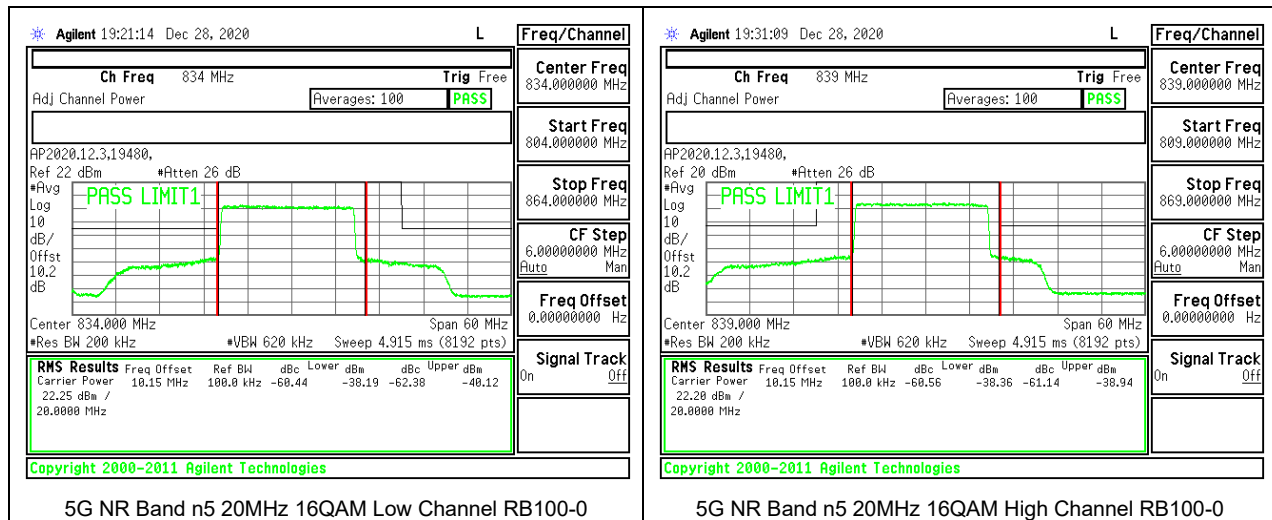 Agilent 19:21:14 Dec 28, 2020 L
Freq/Channel
Ch Freq 834 MHz Trig Free
Adj Channel Power Averages: 100 PASS
AP2020.12.3,19480,
Ref 22 dBm #Atten 26 dB
#Avg
Log
10
dB/
Offst
10.2
dB
PASS LIMIT1
Center 834.000 MHz Span 60 MHz
#Res BW 200 kHz #VBW 620 kHz Sweep 4.915 ms (8192 pts)
RMS Results Freq Offset Ref BW dBc Lower dBm dBc Upper dBm
Carrier Power 10.15 MHz 100.0 kHz -60.44 -38.19 -62.38 -40.12
22.25 dBm /
20.0000 MHz
Center Freq
834.000000 MHz
Start Freq
804.000000 MHz
Stop Freq
864.000000 MHz
CF Step
6.00000000 MHz
Auto Man
Freq Offset
0.00000000 Hz
Signal Track
On Off
Copyright 2000-2011 Agilent Technologies
5G NR Band n5 20MHz 16QAM Low Channel RB100-0
Agilent 19:31:09 Dec 28, 2020 L
Freq/Channel
Ch Freq 839 MHz Trig Free
Adj Channel Power Averages: 100 PASS
AP2020.12.3,19480,
Ref 20 dBm #Atten 26 dB
#Avg
Log
10
dB/
Offst
10.2
dB
PASS LIMIT1
Center 839.000 MHz Span 60 MHz
#Res BW 200 kHz #VBW 620 kHz Sweep 4.915 ms (8192 pts)
RMS Results Freq Offset Ref BW dBc Lower dBm dBc Upper dBm
Carrier Power 10.15 MHz 100.0 kHz -60.56 -38.36 -61.14 -38.94
22.20 dBm /
20.0000 MHz
Center Freq
839.000000 MHz
Start Freq
809.000000 MHz
Stop Freq
869.000000 MHz
CF Step
6.00000000 MHz
Auto Man
Freq Offset
0.00000000 Hz
Signal Track
On Off
Copyright 2000-2011 Agilent Technologies
5G NR Band n5 20MHz 16QAM High Channel RB100-0